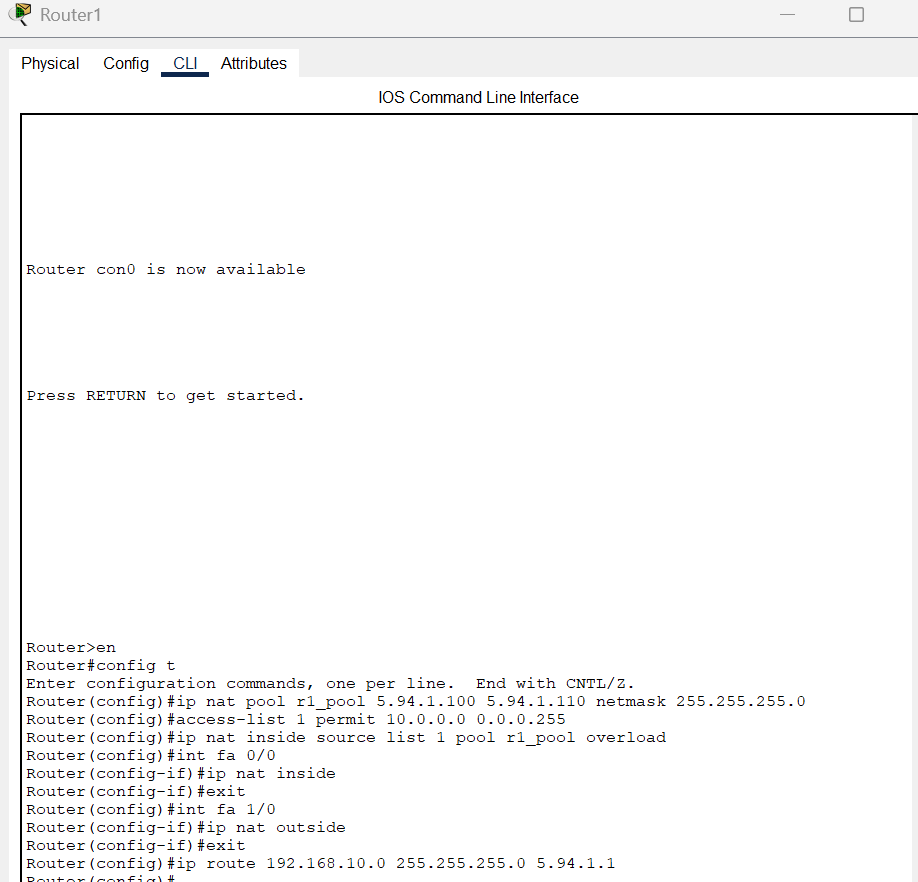 Router1
Physical Config CLI Attributes
IOS Command Line Interface
Router con0 is now available
Press RETURN to get started.
Router>en
Router#config t
Enter configuration commands, one per line.  End with CNTL/Z.
Router(config)#ip nat pool r1_pool 5.94.1.100 5.94.1.110 netmask 255.255.255.0
Router(config)#access-list 1 permit 10.0.0.0 0.0.0.255
Router(config)#ip nat inside source list 1 pool r1_pool overload
Router(config)#int fa 0/0
Router(config-if)#ip nat inside
Router(config-if)#exit
Router(config)#int fa 1/0
Router(config-if)#ip nat outside
Router(config-if)#exit
Router(config)#ip route 192.168.10.0 255.255.255.0 5.94.1.1
Router(config)#